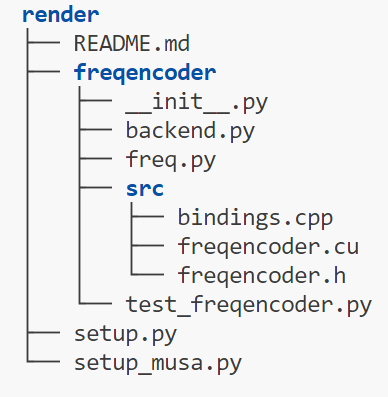 render
README.md
freqencoder
__init__.py
backend.py
freq.py
src
bindings.cpp
freqencoder.cu
freqencoder.h
test_freqencoder.py
setup.py
setup_musa.py